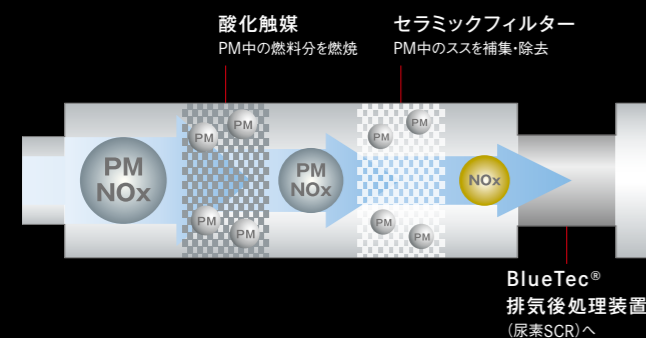 酸化触媒
PM中の燃料分を燃焼
セラミックフィルター
PM中のススを補集・除去
PM
NOx
PM
PM
PM
PM
PM
NOx
PM
PM
PM
PM
NOx
BlueTec®
排気後処理装置
(尿素SCR)へ